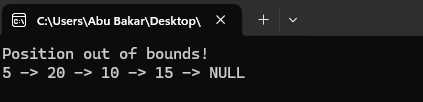 C:\Users\Abu Bakar\Desktop\
Position out of bounds!
5 -> 20 -> 10 -> 15 -> NULL